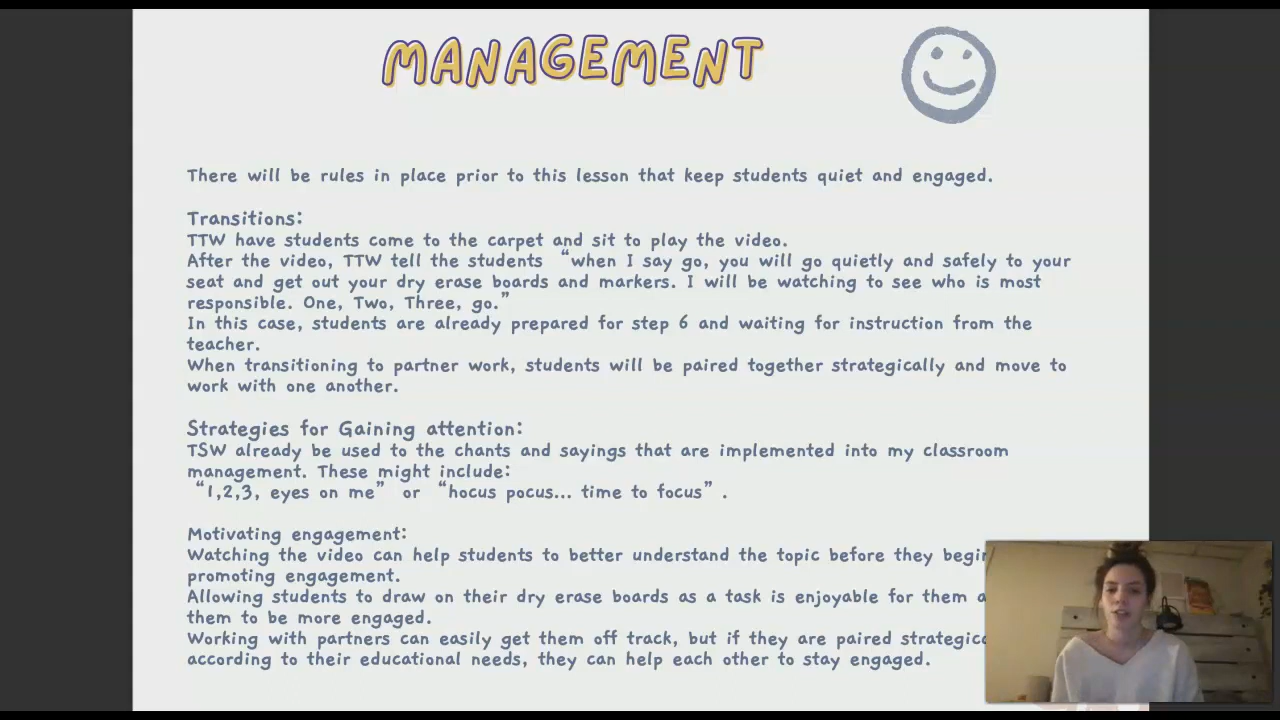 MANAGEMENT
There will be rules in place prior to this lesson that keep students quiet and engaged.
Transitions:
TTW have students come to the carpet and sit to play the video.
After the video, TTW tell the students “when I say go, you will go quietly and safely to your
seat and get out your dry erase boards and markers. I will be watching to see who is most
responsible. One, Two, Three, go.”
In this case, students are already prepared for step 6 and waiting for instruction from the
teacher.
When transitioning to partner work, students will be paired together strategically and move to
work with one another.
Strategies for Gaining attention:
TSW already be used to the chants and sayings that are implemented into my classroom
management. These might include:
“1,2,3, eyes on me” or “hocus pocus... time to focus” .
Motivating engagement:
Watching the video can help students to better understand the topic before they begin
promoting engagement.
Allowing students to draw on their dry erase boards as a task is enjoyable for them
them to be more engaged.
Working with partners can easily get them off track, but if they are paired
according to their educational needs, they can help each other to stay engaged.